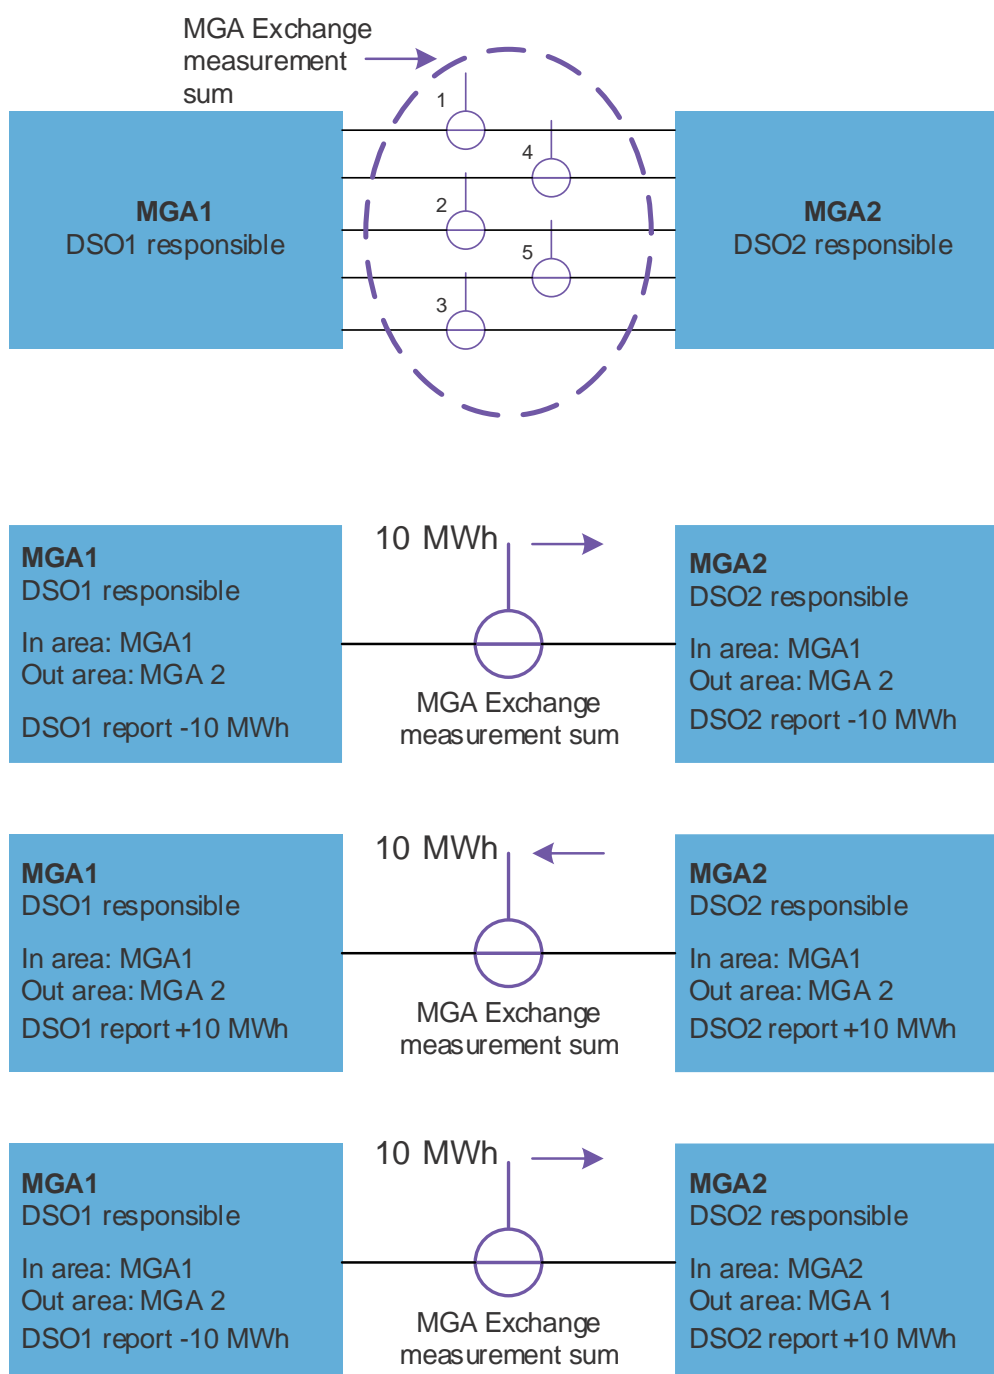 MGA Exchange
measurement
sum
1
4
2
5
3
MGA1
DSO1 responsible
MGA2
DSO2 responsible
10 MWh
MGA1
DSO1 responsible
In area: MGA1
Out area: MGA 2
DSO1 report -10 MWh
MGA Exchange
measurement sum
MGA2
DSO2 responsible
In area: MGA1
Out area: MGA 2
DSO2 report -10 MWh
10 MWh
MGA1
DSO1 responsible
In area: MGA1
Out area: MGA 2
DSO1 report +10 MWh
MGA Exchange
measurement sum
MGA2
DSO2 responsible
In area: MGA1
Out area: MGA 2
DSO2 report +10 MWh
10 MWh
MGA1
DSO1 responsible
In area: MGA1
Out area: MGA 2
DSO1 report -10 MWh
MGA Exchange
measurement sum
MGA2
DSO2 responsible
In area: MGA2
Out area: MGA 1
DSO2 report +10 MWh